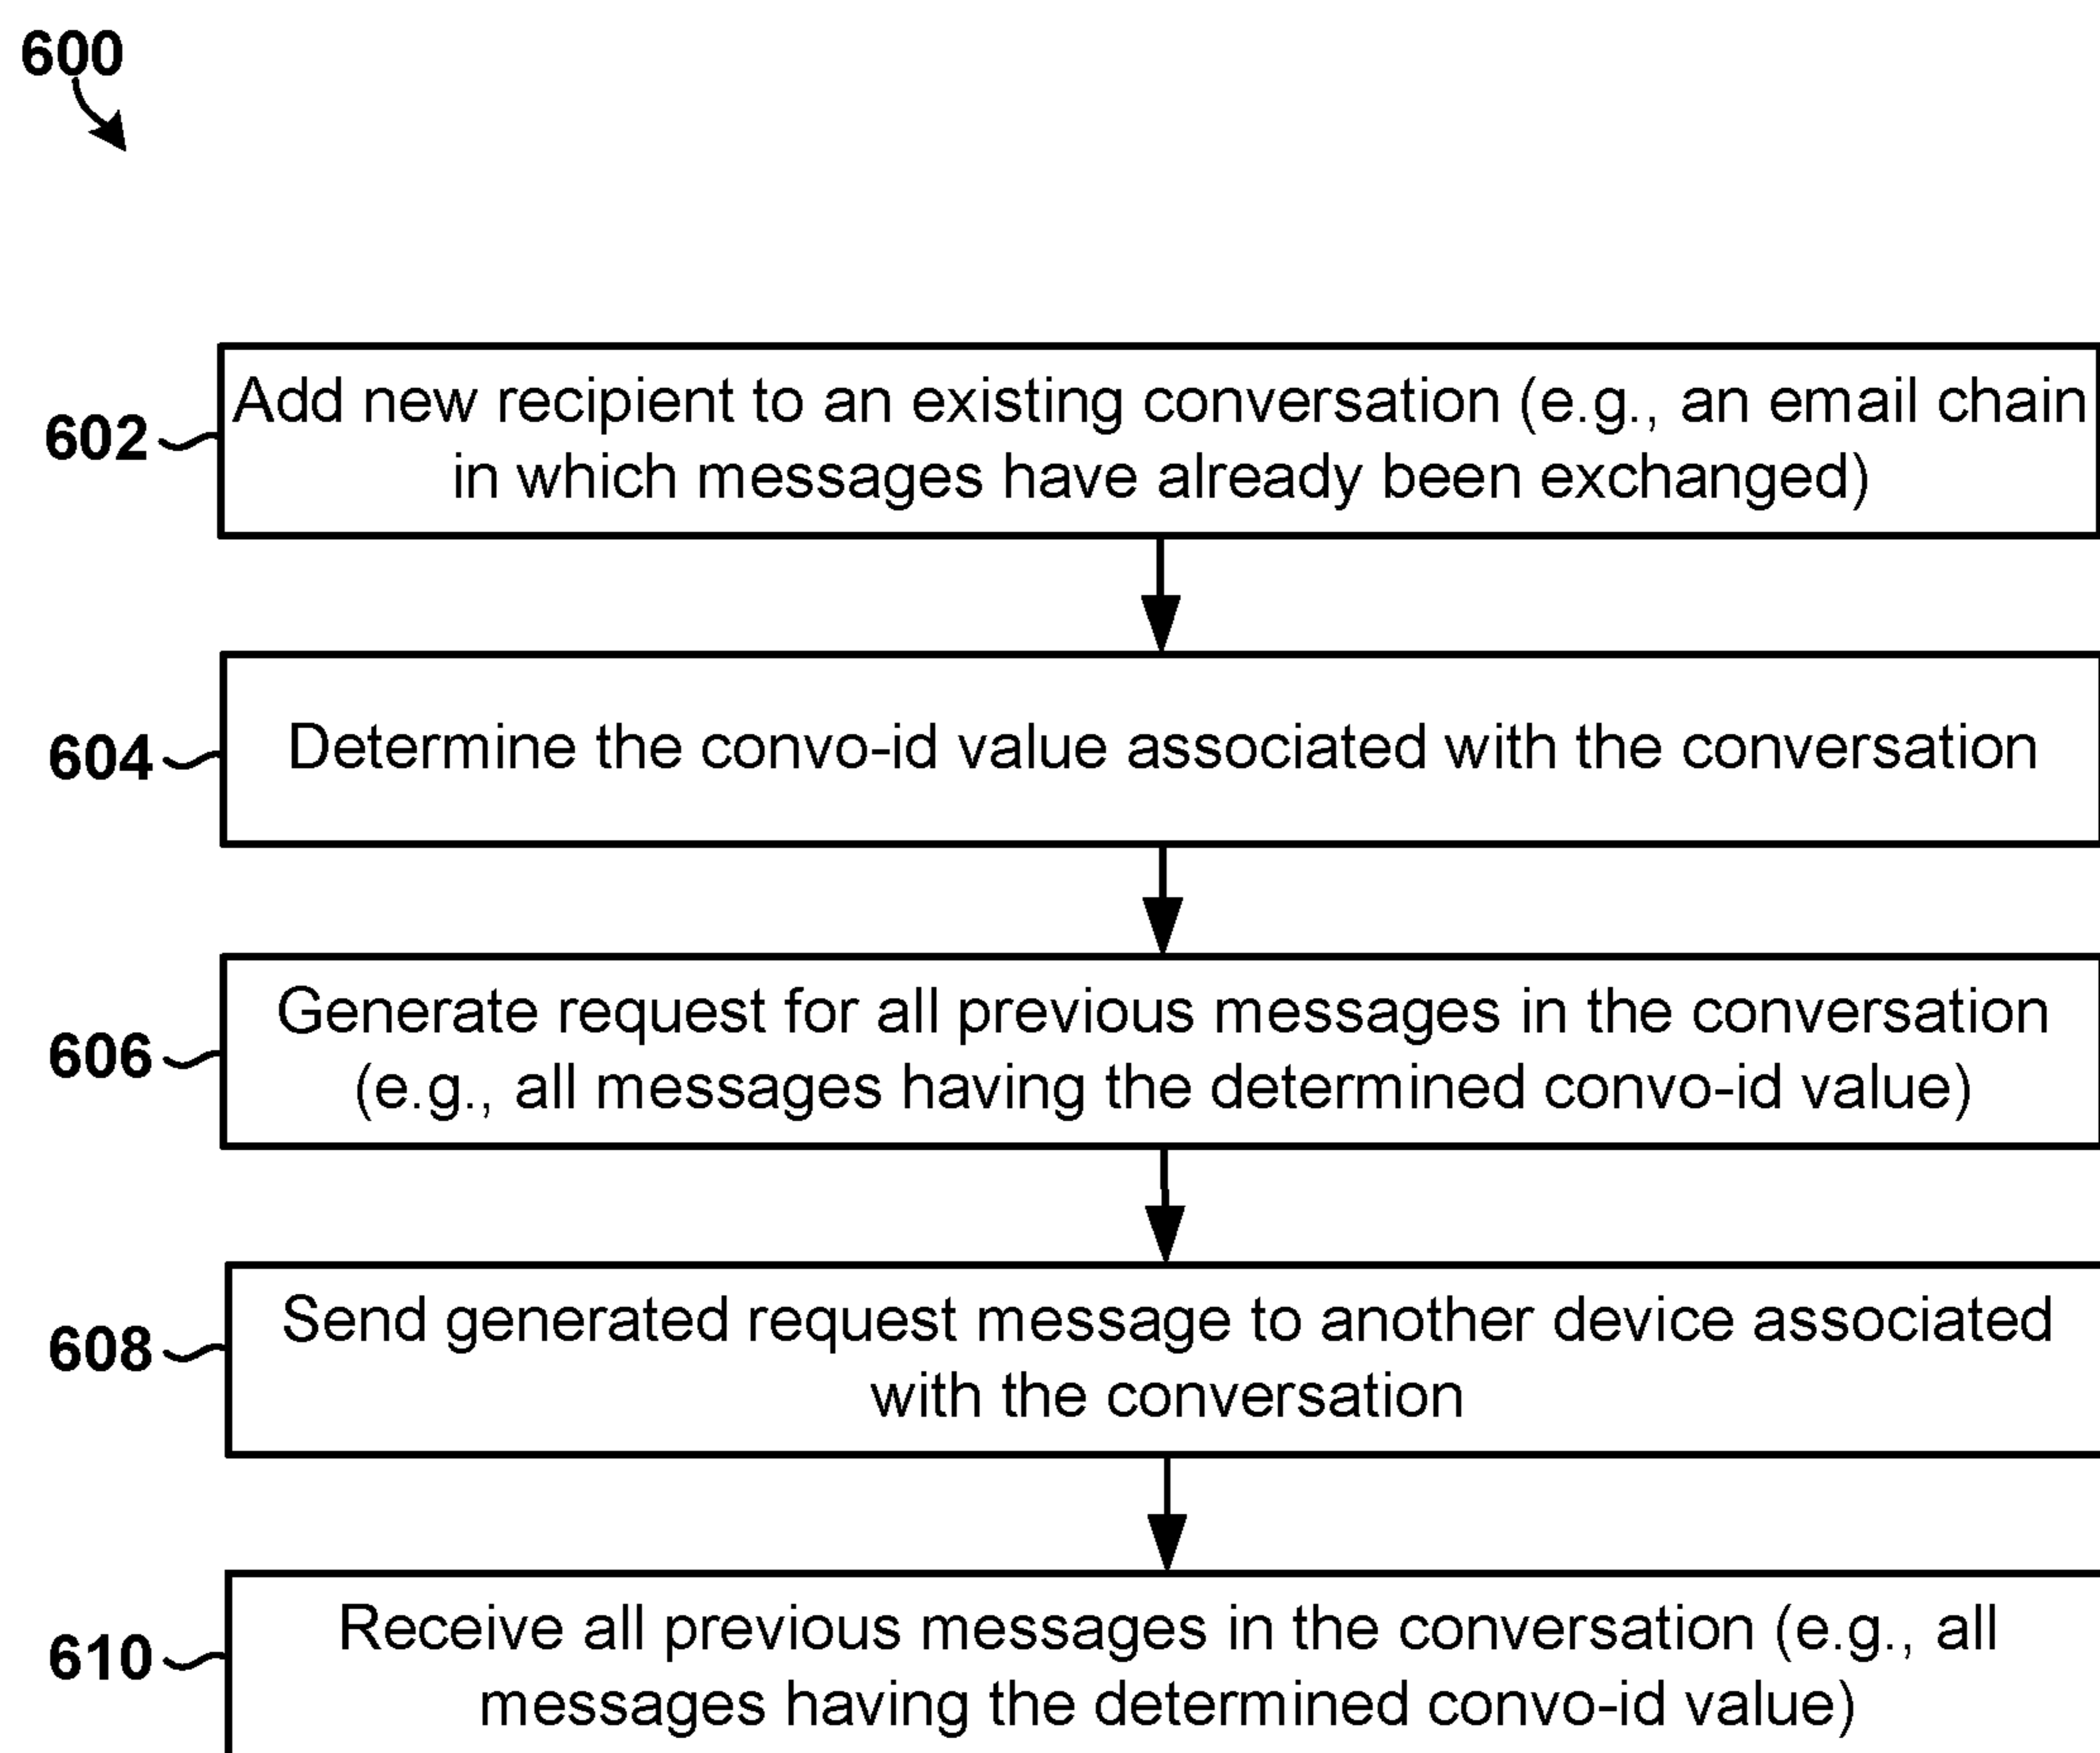 600
602
Add new recipient to an existing conversation (e.g., an email chain
in which messages have already been exchanged)
604
Determine the convo-id value associated with the conversation
606
Generate request for all previous messages in the conversation
(e.g., all messages having the determined convo-id value)
608
Send generated request message to another device associated
with the conversation
610
Receive all previous messages in the conversation (e.g., all
messages having the determined convo-id value)